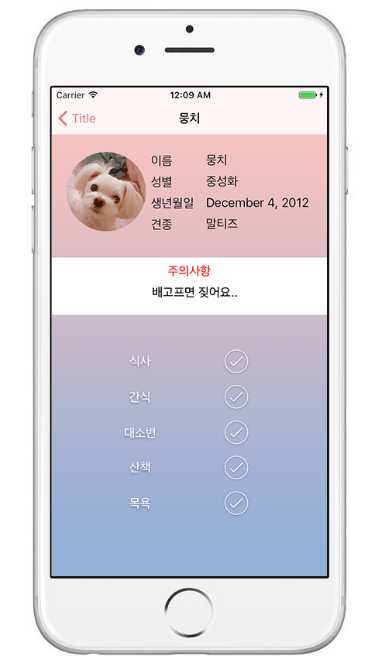 Carrier 12:09 AM
Title 뭉치
이름 뭉치
성별 중성화
생년월일 December 4, 2012
견종 말티즈
주의사항
배고프면 짖어요..
식사
간식
대소변
산책
목욕